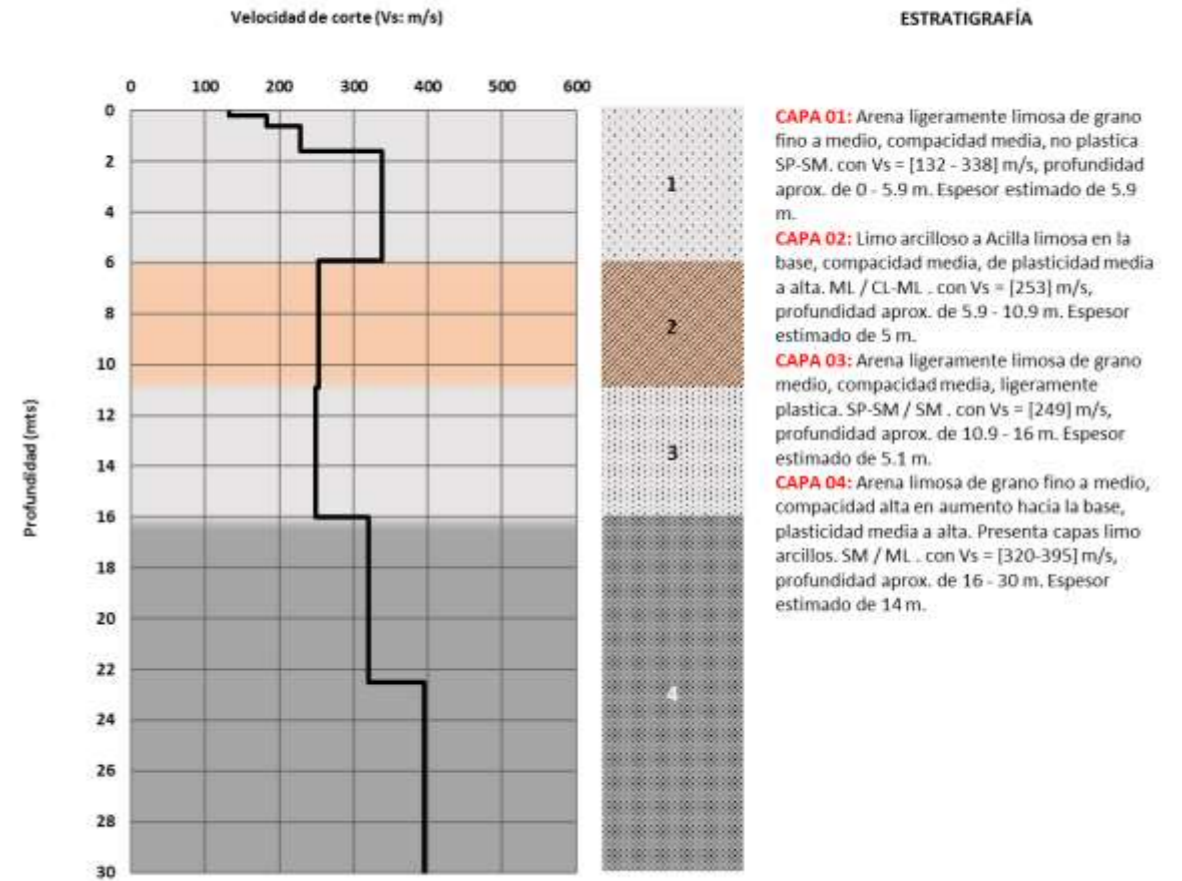 Velocidad de corte (Vs: m/s)
ESTRATIGRAFÍA
0 100 200 300 400 500 600
0
2
4
6
8
10
12
14
16
18
20
22
24
26
28
30
Profundidad (mts)
1
2
3
4
CAPA 01: Arena ligeramente limosa de grano
fino a medio, compacidad media, no plastica
SP-SM. con Vs = [132 - 338] m/s, profundidad
aprox. de 0 - 5.9 m. Espesor estimado de 5.9
m.
CAPA 02: Limo arcilloso a Acilla limosa en la
base, compacidad media, de plasticidad media
a alta. ML / CL-ML . con Vs = [253] m/s,
profundidad aprox. de 5.9 - 10.9 m. Espesor
estimado de 5 m.
CAPA 03: Arena ligeramente limosa de grano
medio, compacidad media, ligeramente
plastica. SP-SM / SM . con Vs = [249] m/s,
profundidad aprox. de 10.9 - 16 m. Espesor
estimado de 5.1 m.
CAPA 04: Arena limosa de grano fino a medio,
compacidad alta en aumento hacia la base,
plasticidad media a alta. Presenta capas limo
arcillos. SM / ML . con Vs = [320-395] m/s,
profundidad aprox. de 16 - 30 m. Espesor
estimado de 14 m.